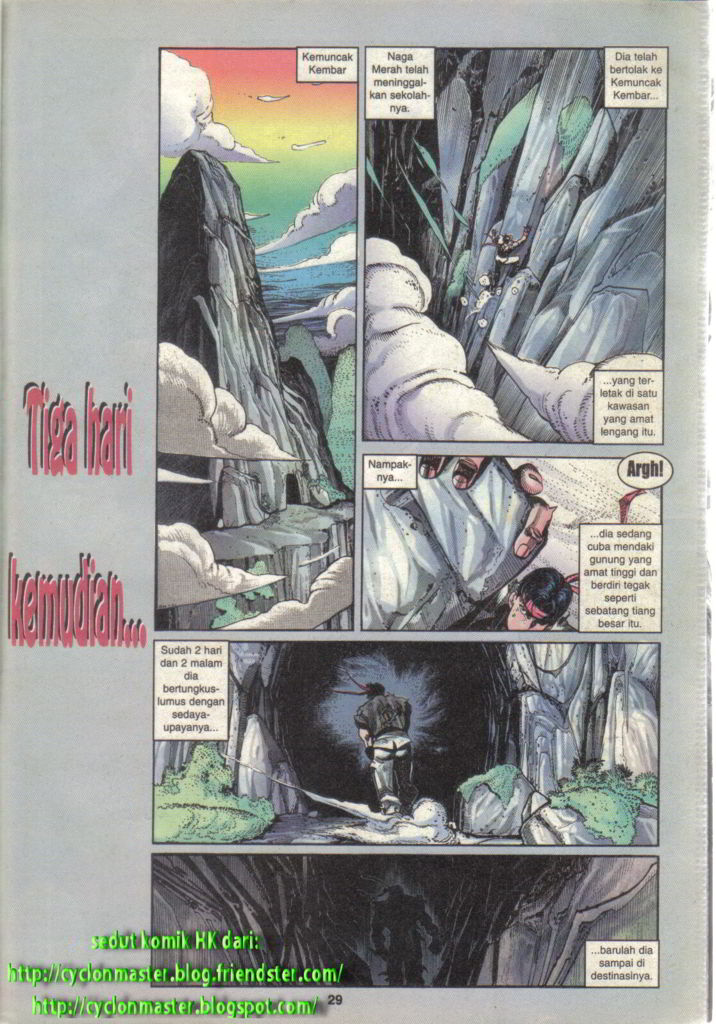 Tiga hari
kemudian...
Kemuncak
Kembar
Naga
Merah telah
meninggal-
kan sekolah-
nya.
Dia telah
bertolak ke
Kemuncak
Kembar...
...yang ter-
letak di satu
kawasan
yang amat
lengang itu.
Nampak-
nya...
Argh!
...dia sedang
cuba mendaki
gunung yang
amat tinggi dan
berdiri tegak
seperti
sebatang tiang
besar itu.
Sudah 2 hari
dan 2 malam
dia
bertungkus-
lumus dengan
sedaya-
upayanya...
...barulah dia
sampai di
destinasinya.
sedut komik HK dari:
http://cyclonmaster.blog.friendster.com/
http://cyclonmaster.blogspot.com/
29